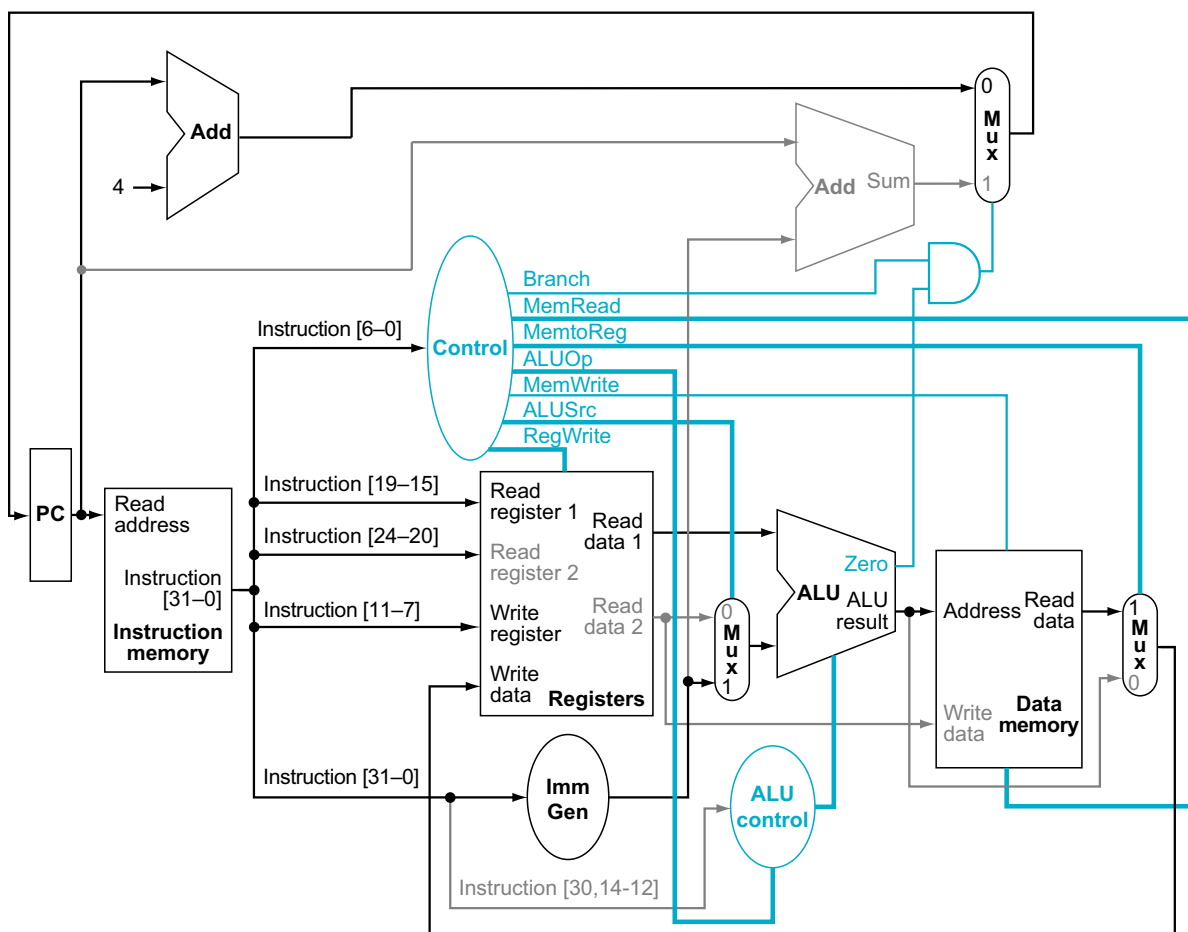 0
Mux
1
Add
4
Add
Sum
Branch
MemRead
MemtoReg
ALUOp
MemWrite
ALUSrc
RegWrite
Control
Instruction [6–0]
PC
Read
address
Instruction
[31–0]
Instruction
memory
Instruction [19–15]
Instruction [24–20]
Instruction [11–7]
Read
register 1
Read
register 2
Write
register
Write
data
Read
data 1
Read
data 2
Registers
0
Mux
1
Zero
ALU
ALU
result
Address
Read
data
Write
data
Data
memory
1
Mux
0
Instruction [31–0]
Imm
Gen
ALU
control
Instruction [30,14-12]